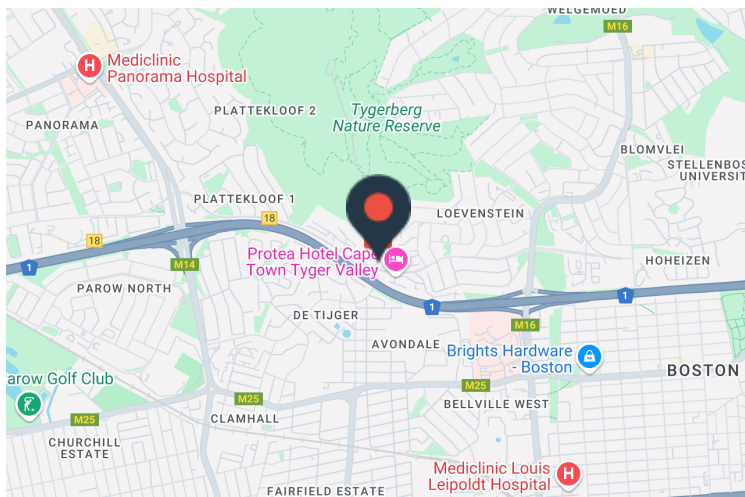 WELGEMOED
M16
Mediclinic
Panorama Hospital
PLATTEKLOOF 2
Tygerberg
Nature Reserve
PANORAMA
BLOMVLEI
STELLENBOS
UNIVERSIT
PLATTEKLOOF 1
18
LOEVENSTEIN
18
Protea Hotel Cape
Town Tyger Valley
HOHEIZEN
M14
1
PAROW NORTH
1
1
DE TIJGER
M16
AVONDALE
Brights Hardware
- Boston
BOSTON
arow Golf Club
M25
M25
BELLVILLE WEST
CLAMHALL
CHURCHILL
ESTATE
Mediclinic Louis
Leipoldt Hospital
FAIRFIELD ESTATE